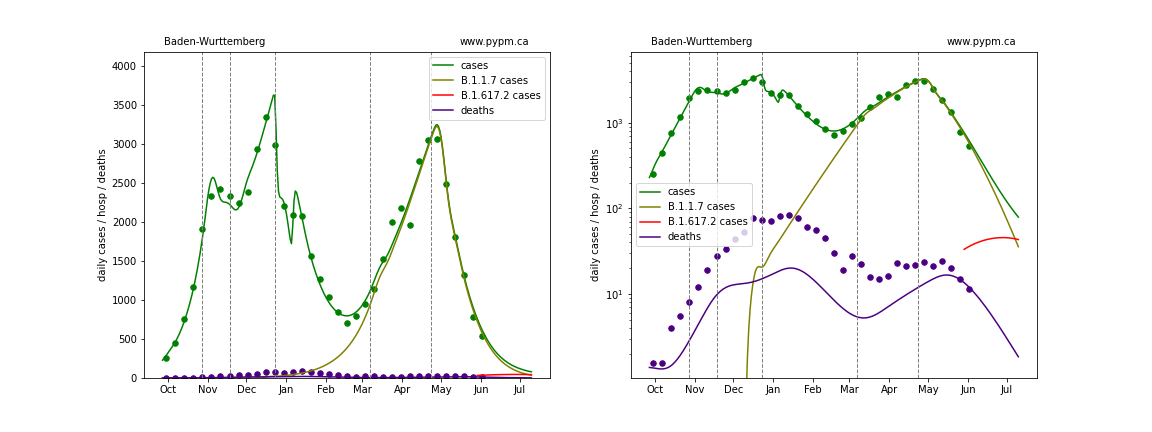 Baden-Wurttemberg www.pypm.ca
daily cases / hosp / deaths
4000
3500
3000
2500
2000
1500
1000
500
0
cases
B.1.1.7 cases
B.1.617.2 cases
deaths
Oct Nov Dec Jan Feb Mar Apr May Jun Jul
Baden-Wurttemberg www.pypm.ca
daily cases / hosp / deaths
10³
10²
10¹
cases
B.1.1.7 cases
B.1.617.2 cases
deaths
Oct Nov Dec Jan Feb Mar Apr May Jun Jul